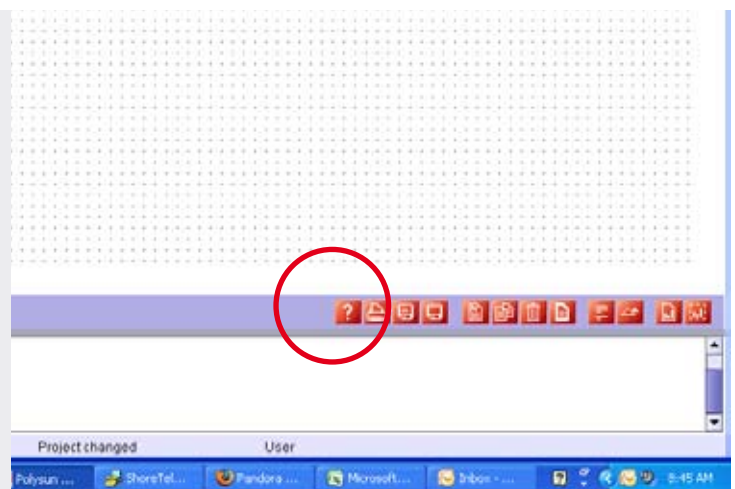 ?
Project changed User
Polysun ... ShoreTel... Pandora ... Microsoft... Inbox - ... 8:45 AM